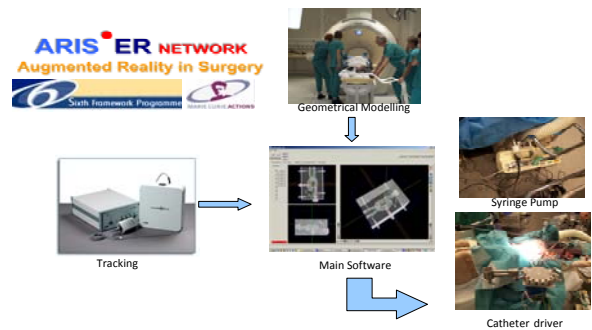 ARIS*ER NETWORK
Augmented Reality in Surgery
6 Sixth Framework Programme
MARIE CURIE ACTIONS
Geometrical Modelling
Syringe Pump
Tracking
Main Software
Catheter driver